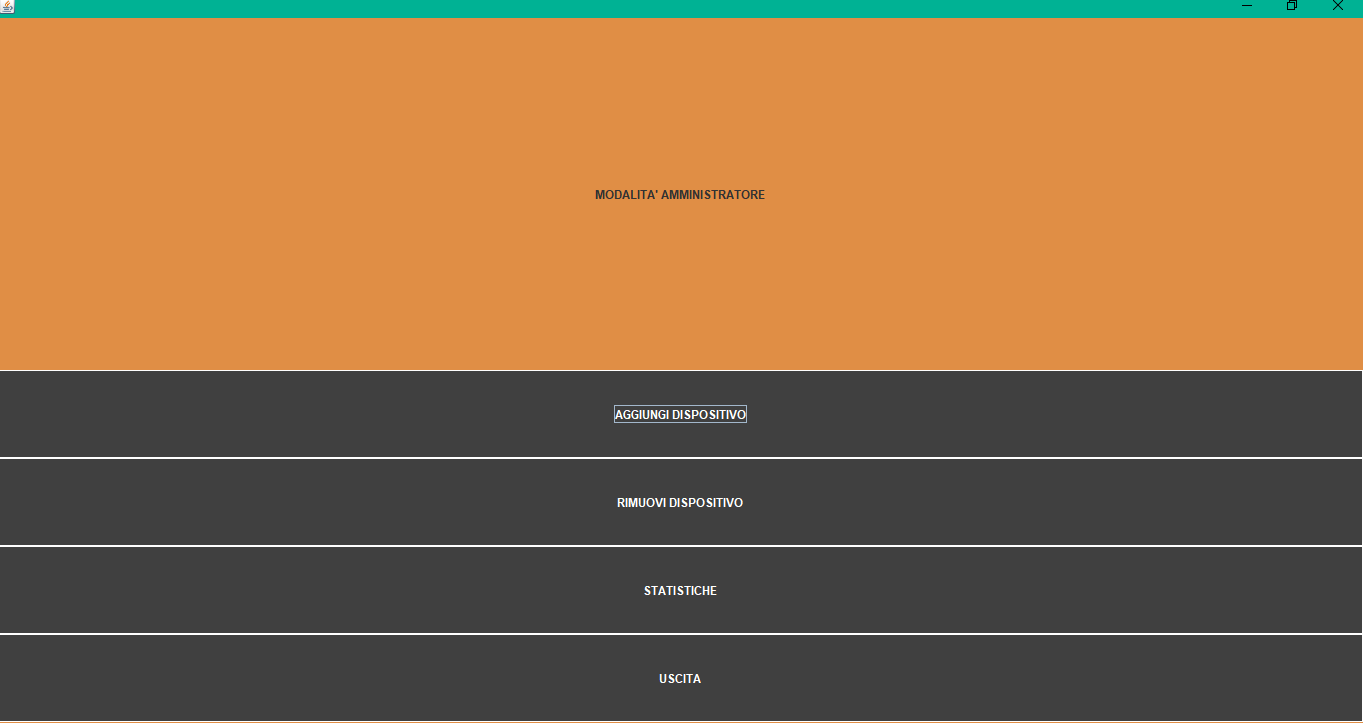 MODALITA' AMMINISTRATORE
AGGIUNGI DISPOSITIVO
RIMUOVI DISPOSITIVO
STATISTICHE
USCITA